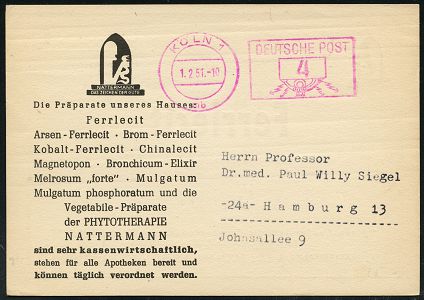 NATTERMANN
DAS ZEICHEN DER GÜTE
Die Präparate unseres Hauses:
Ferrlecit
Arsen-Ferrlecit · Brom-Ferrlecit
Kobalt-Ferrlecit · Chinalecit
Magnetopon · Bronchicum-Elixir
Melrosum „forte" · Mulgatum
Mulgatum phosphoratum und die
Vegetabile-Präparate
der PHYTOTHERAPIE
NATTERMANN
sind sehr kassenwirtschaftlich,
stehen für alle Apotheken bereit und
können täglich verordnet werden.
KÖLN 1
1.2.51.-10
DEUTSCHE POST
4
Herrn Professor
Dr.med. Paul Willy Siegel
-24a- Hamburg 13
Johnsallee 9